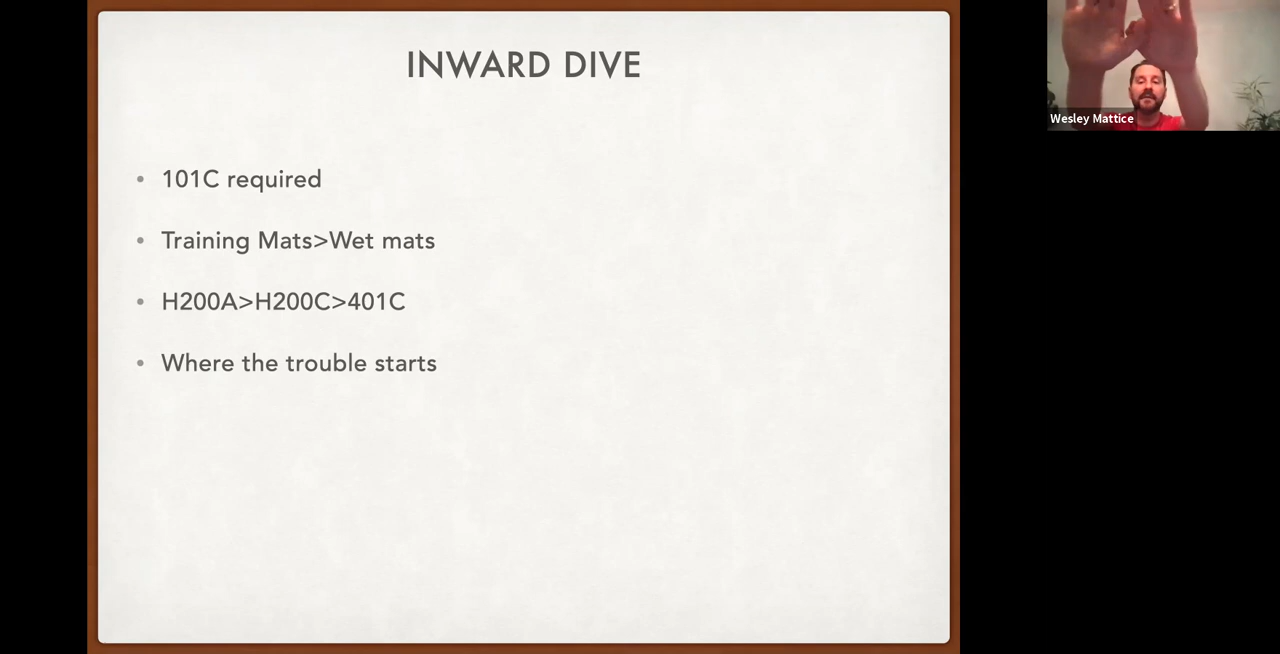 INWARD DIVE
• 101C required
• Training Mats>Wet mats
• H200A>H200C>401C
• Where the trouble starts
Wesley Mattice